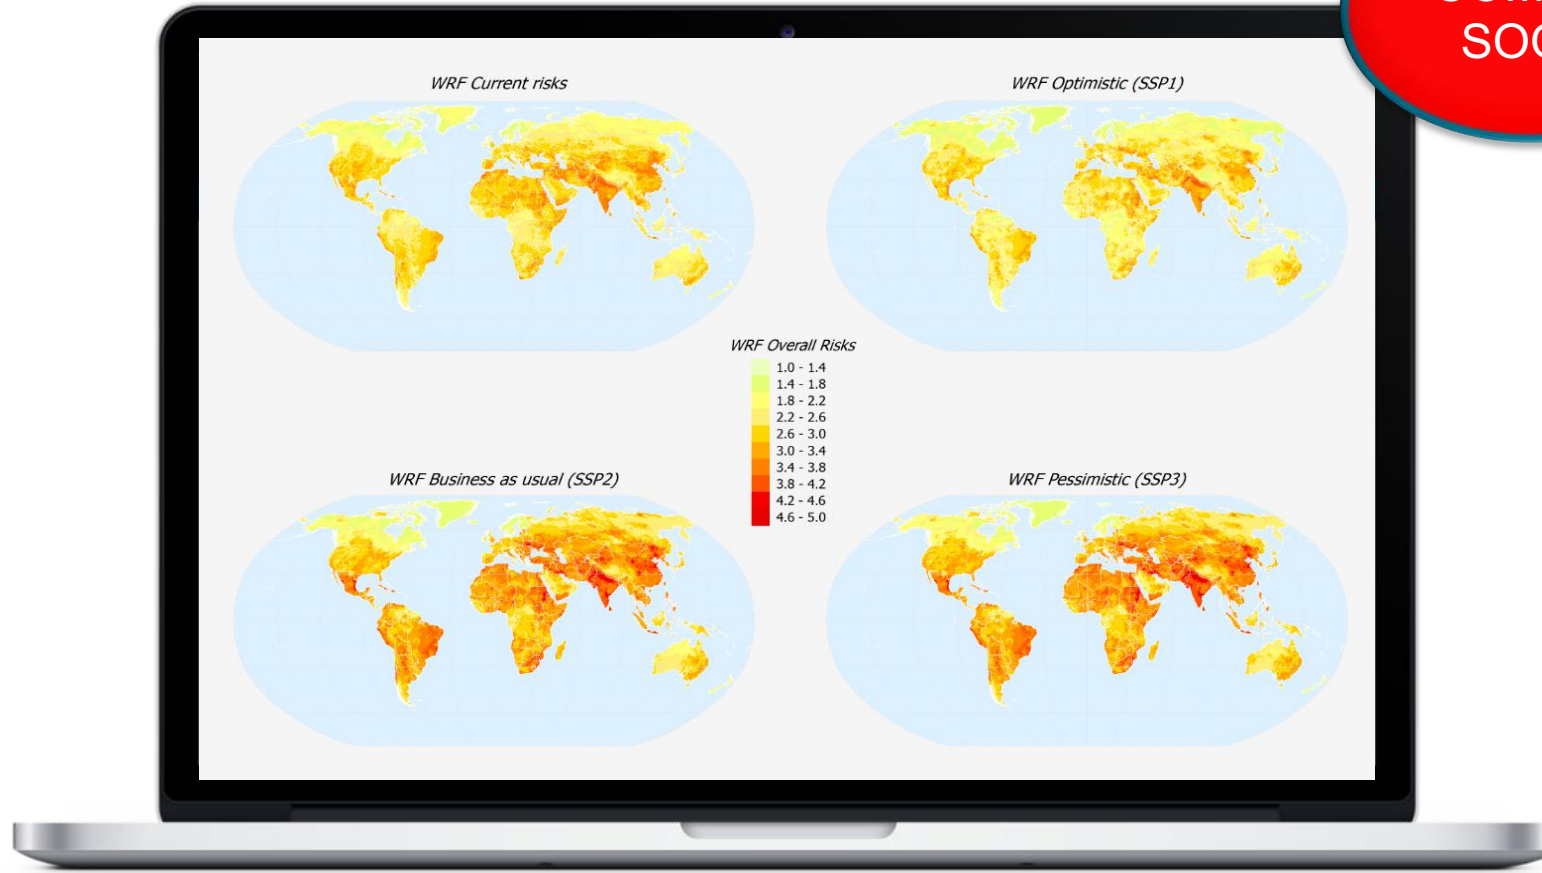 WRF Current risks
WRF Optimistic (SSP1)
WRF Overall Risks
1.0 - 1.4
1.4 - 1.8
1.8 - 2.2
2.2 - 2.6
2.6 - 3.0
3.0 - 3.4
3.4 - 3.8
3.8 - 4.2
4.2 - 4.6
4.6 - 5.0
WRF Business as usual (SSP2)
WRF Pessimistic (SSP3)